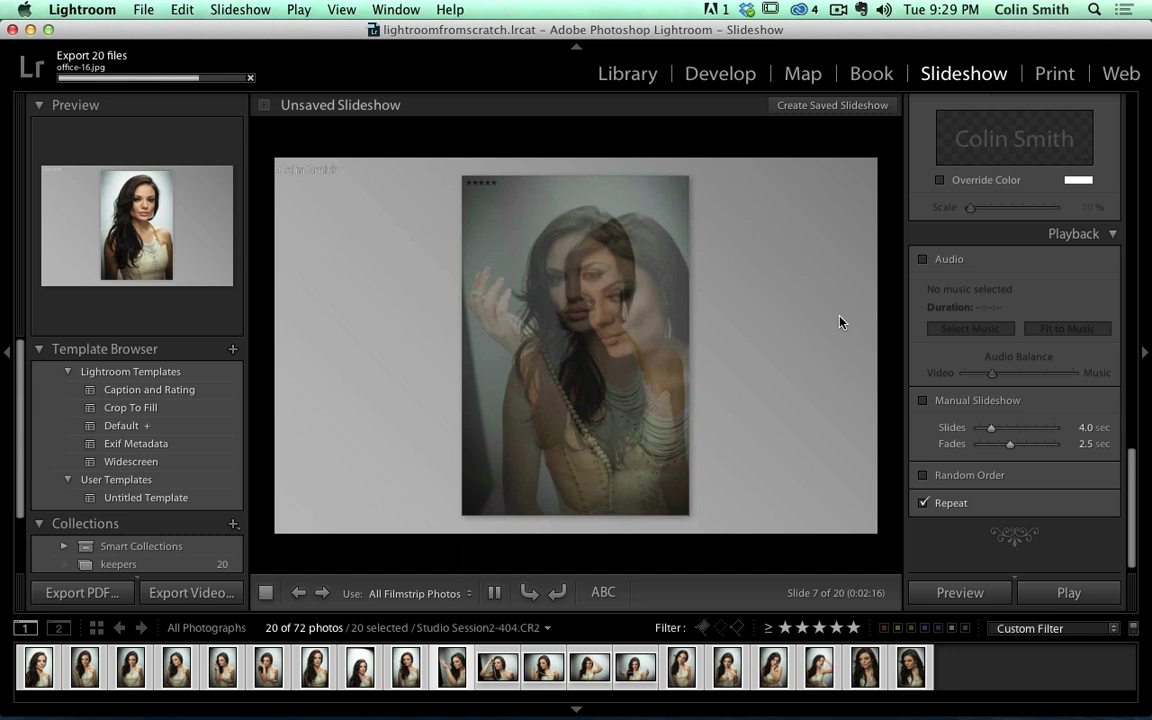 Lightroom File Edit Slideshow Play View Window Help 1 4 Tue 9:29 PM Colin Smith
lightroomfromscratch.lrcat – Adobe Photoshop Lightroom – Slideshow
Lr Export 20 files
office-16.jpg
Library | Develop | Map | Book | Slideshow | Print | Web
Preview
Unsaved Slideshow
Create Saved Slideshow
Colin Smith
★★★★★
Template Browser +
Lightroom Templates
Caption and Rating
Crop To Fill
Default +
Exif Metadata
Widescreen
User Templates
Untitled Template
Collections +
Smart Collections
keepers 20
Export PDF...
Export Video...
Colin Smith
Override Color
Scale 10 %
Playback
Audio
No music selected
Duration: --:--:--
Select Music
Fit to Music
Audio Balance
Video Music
Manual Slideshow
Slides 4.0 sec
Fades 2.5 sec
Random Order
Repeat
Use: All Filmstrip Photos
ABC
Slide 7 of 20 (0:02:16)
Preview
Play
1 2 All Photographs 20 of 72 photos / 20 selected / Studio Session2-404.CR2
Filter: ≥ ★★★★★ Custom Filter